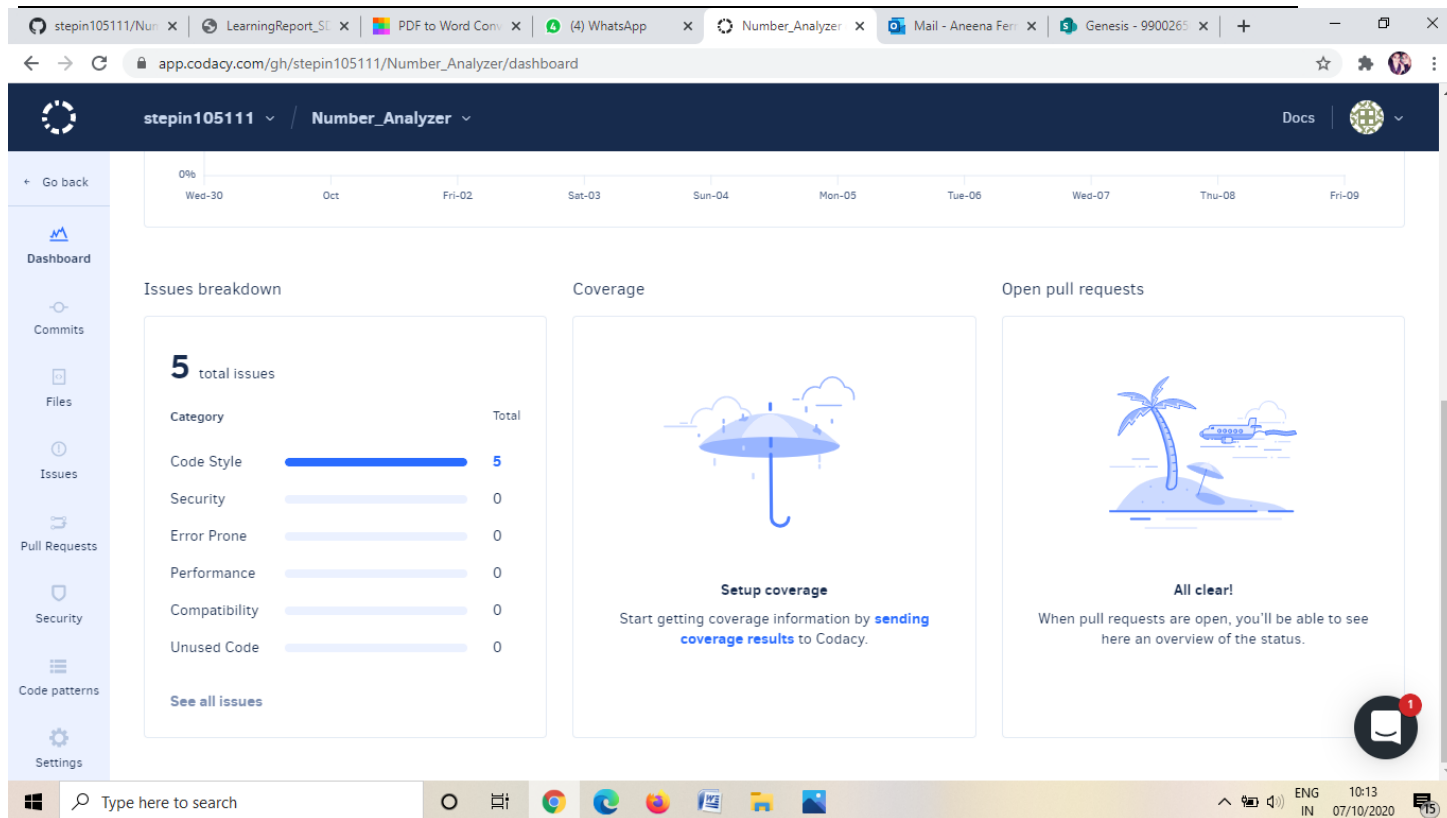 stepin105111/Num
LearningReport_SD
PDF to Word Conv
(4) WhatsApp
Number_Analyzer
Mail - Aneena Fern
Genesis - 9900265
app.codacy.com/gh/stepin105111/Number_Analyzer/dashboard
stepin105111 / Number_Analyzer
Docs
Go back
0%
Wed-30 Oct Fri-02 Sat-03 Sun-04 Mon-05 Tue-06 Wed-07 Thu-08 Fri-09
Dashboard
Commits
Files
Issues
Pull Requests
Security
Code patterns
Settings
Issues breakdown
5 total issues
Category Total
Code Style 5
Security 0
Error Prone 0
Performance 0
Compatibility 0
Unused Code 0
See all issues
Coverage
Setup coverage
Start getting coverage information by sending
coverage results to Codacy.
Open pull requests
All clear!
When pull requests are open, you'll be able to see
here an overview of the status.
1
Type here to search
ENG
IN
10:13
07/10/2020
15